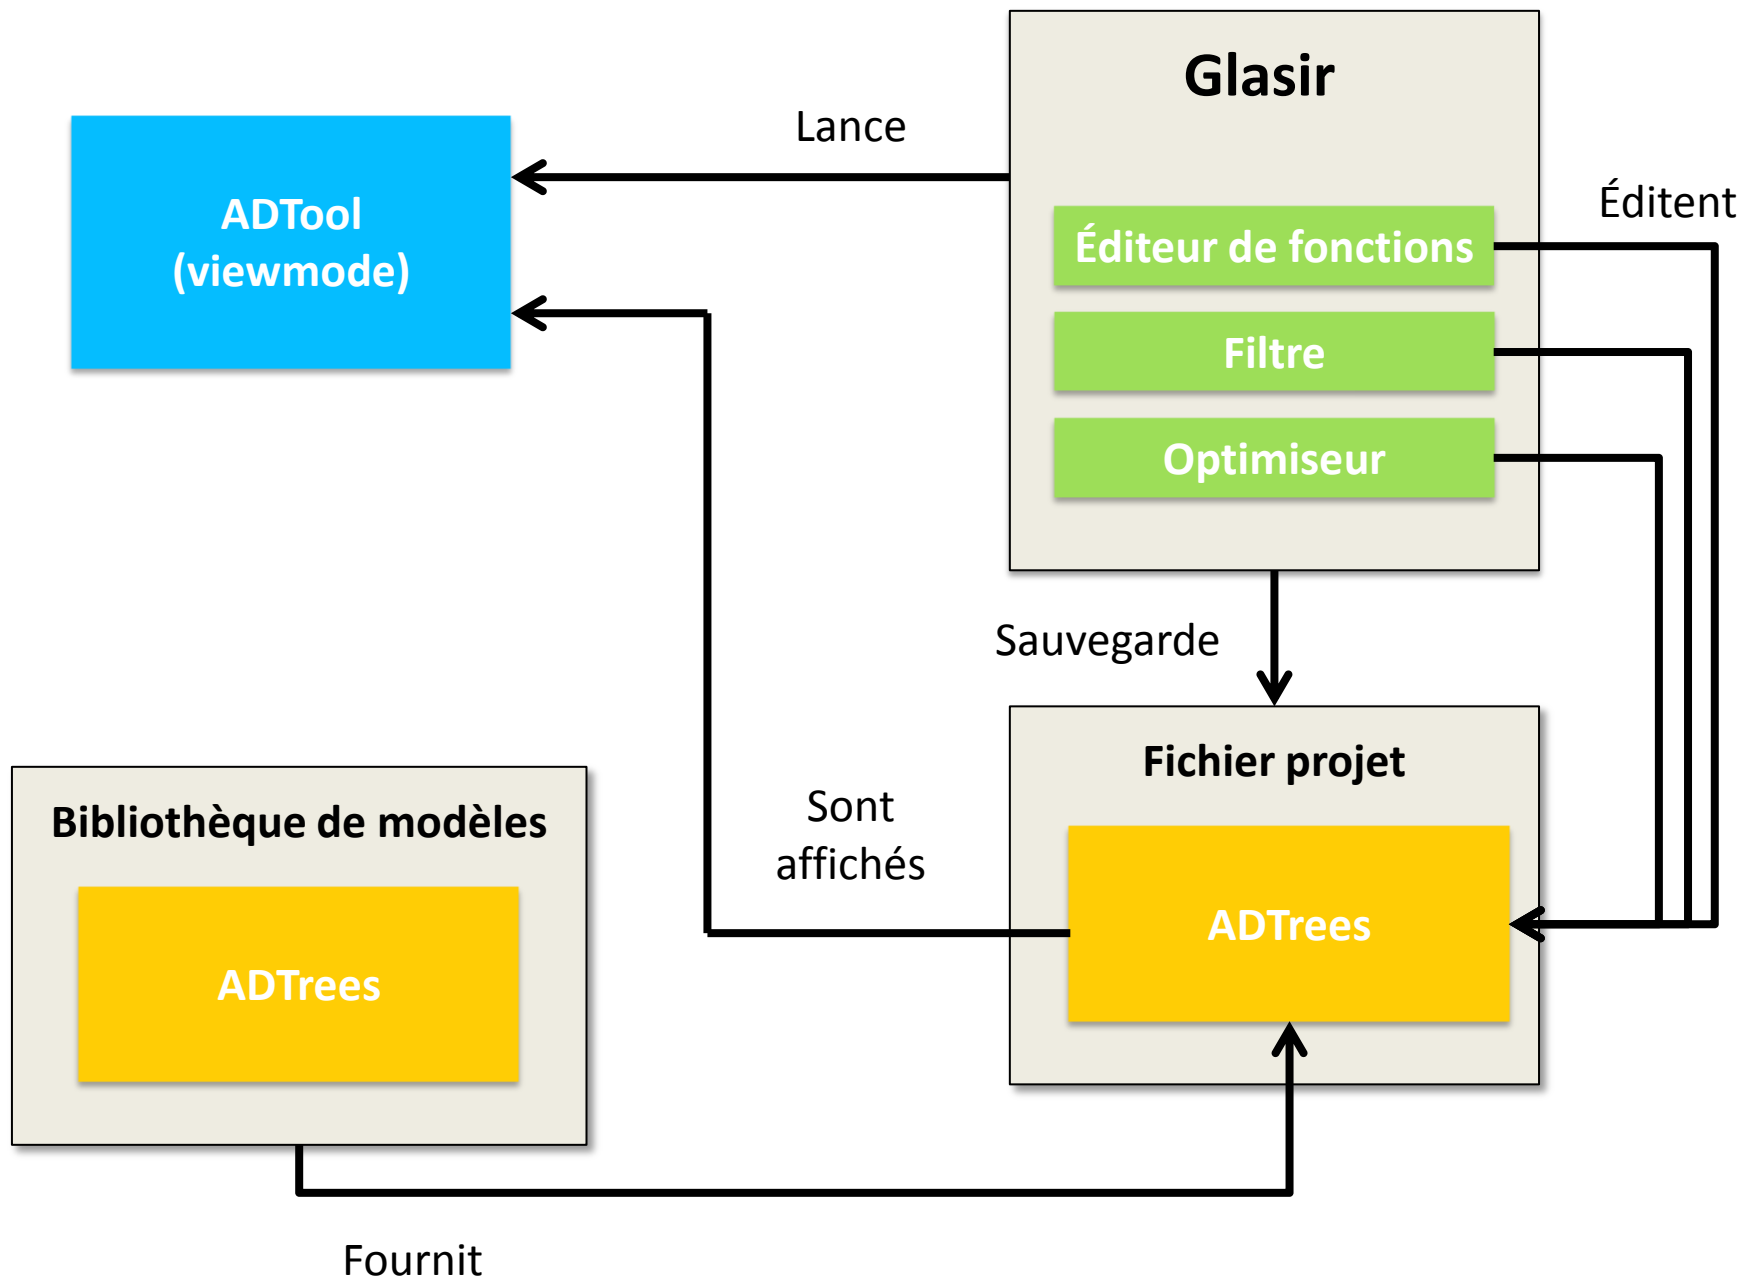 Glasir
Lance
ADTool
(viewmode)
Éditent
Éditeur de fonctions
Filtre
Optimiseur
Sauvegarde
Fichier projet
Sont
affichés
Bibliothèque de modèles
ADTrees
ADTrees
Fournit